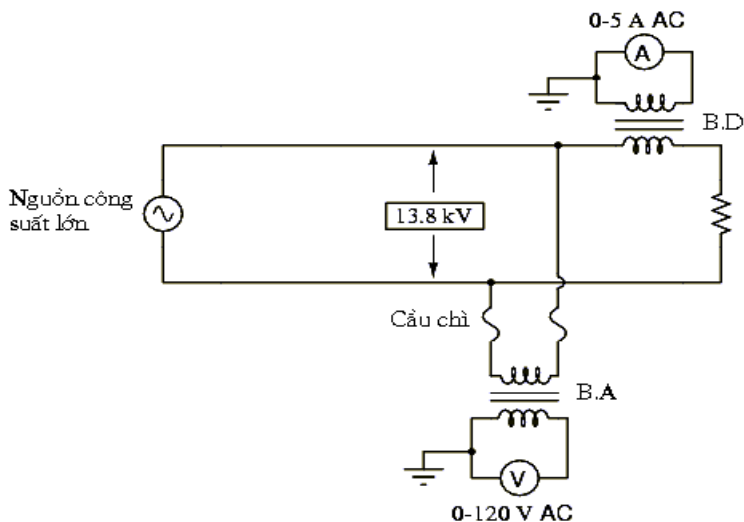 0-5 A AC
A
B.D
Nguồn công
suất lớn
13.8 kV
Cầu chì
B.A
V
0-120 V AC